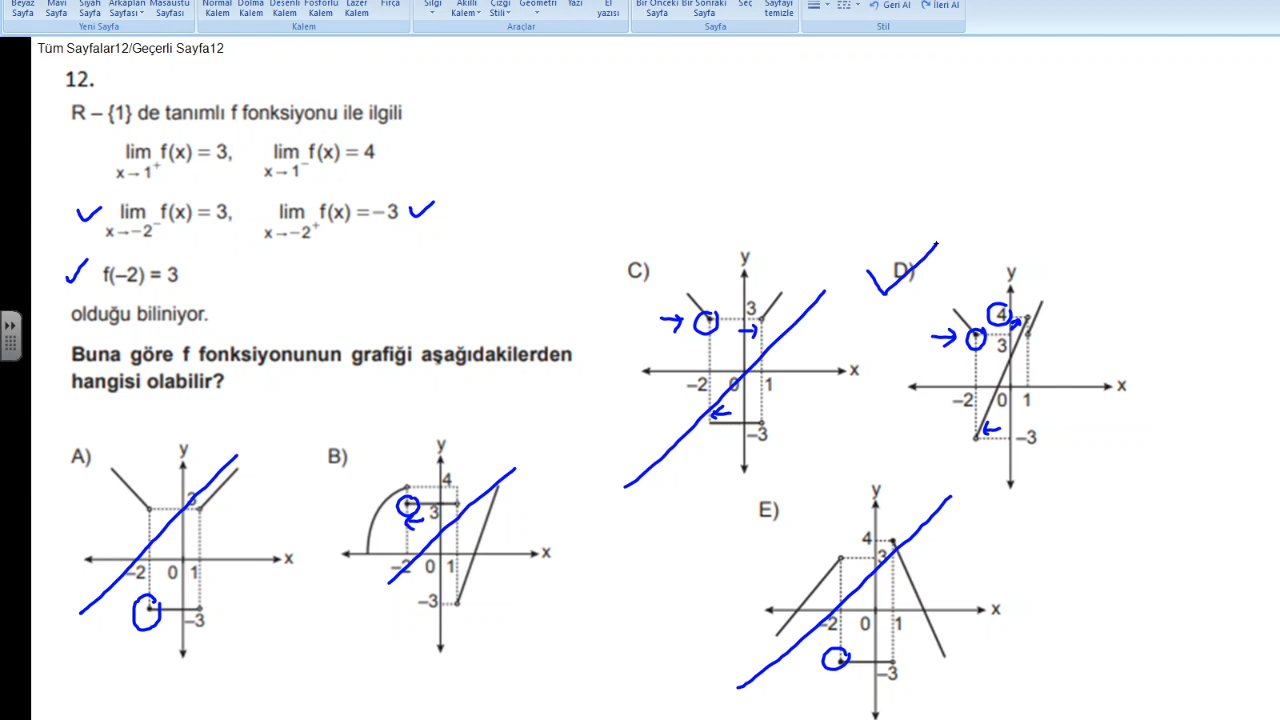 Beyaz Mavi Siyah Arkaplan Masaüstü Normal Dolma Desenli Fosforlu Lazer Fırça Silgi Akıllı Çizgi Geometri Yazı El Bir Önceki Bir Sonraki Seç Sayfayı Geri Al İleri Al
Sayfa Sayfa Sayfa Sayfası Sayfası Kalem Kalem Kalem Kalem Kalem Kalem Stili yazısı Sayfa Sayfa temizle
Yeni Sayfa Kalem Araçlar Sayfa Stil
Tüm Sayfalar12/Geçerli Sayfa12
12.
R – {1} de tanımlı f fonksiyonu ile ilgili
lim f(x) = 3, lim f(x) = 4
x→1⁺ x→1⁻
lim f(x) = 3, lim f(x) = –3
x→–2⁻ x→–2⁺
f(–2) = 3
olduğu biliniyor.
Buna göre f fonksiyonunun grafiği aşağıdakilerden
hangisi olabilir?
A) y 3 x –2 0 1 –3
B) y 4 3 x –2 0 1 –3
C) y 3 x –2 0 1 –3
D) y 4 3 x –2 0 1 –3
E) y 4 3 x –2 0 1 –3